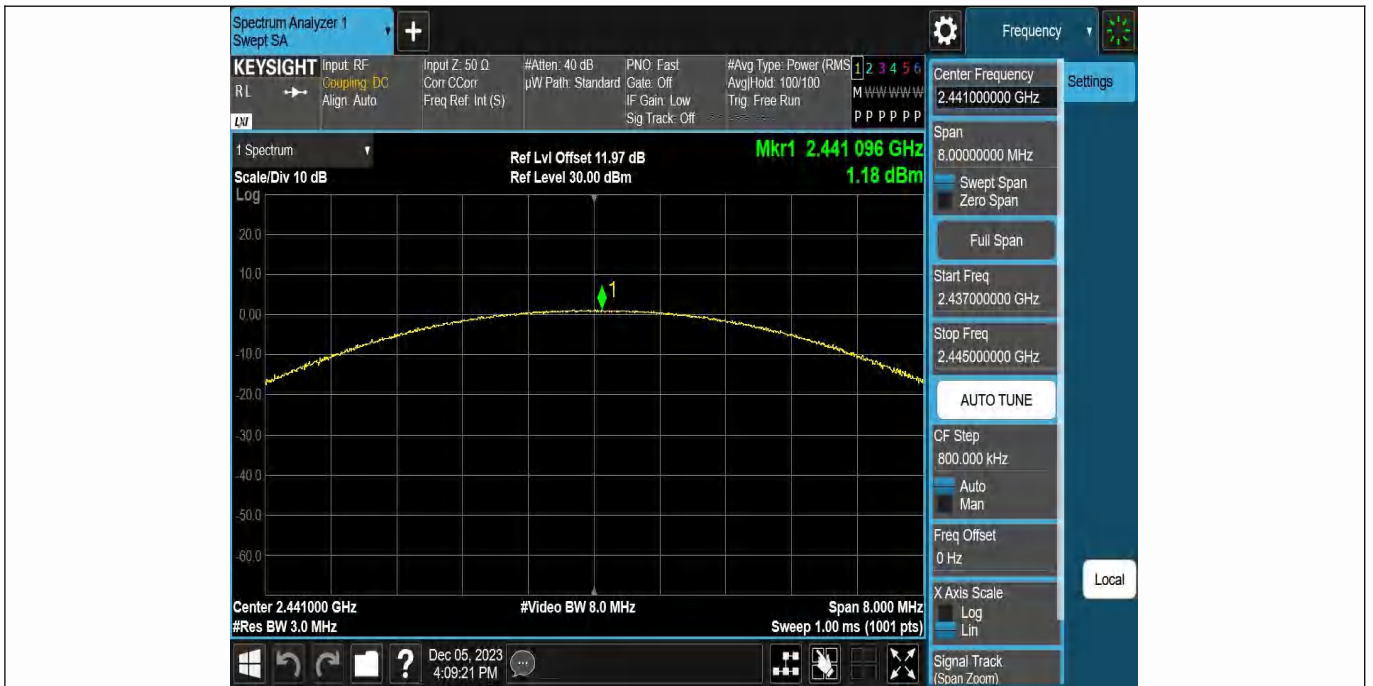 Spectrum Analyzer 1
Swept SA
+
Frequency
KEYSIGHT
RL
LXI
Input: RF
Coupling: DC
Align: Auto
Input Z: 50 Ω
Corr CCorr
Freq Ref: Int (S)
#Atten: 40 dB
µW Path: Standard
PNO: Fast
Gate: Off
IF Gain: Low
Sig Track: Off
#Avg Type: Power (RMS
Avg|Hold: 100/100
Trig: Free Run
1 2 3 4 5 6
M W W W W W
P P P P P P
Center Frequency
2.441000000 GHz
Settings
Span
8.00000000 MHz
Swept Span
Zero Span
Full Span
Start Freq
2.437000000 GHz
Stop Freq
2.445000000 GHz
AUTO TUNE
CF Step
800.000 kHz
Auto
Man
Freq Offset
0 Hz
X Axis Scale
Log
Lin
Signal Track
(Span Zoom)
Local
1 Spectrum
Scale/Div 10 dB
Log
Ref Lvl Offset 11.97 dB
Ref Level 30.00 dBm
Mkr1 2.441 096 GHz
1.18 dBm
20.0
10.0
0.00
-10.0
-20.0
-30.0
-40.0
-50.0
-60.0
1
Center 2.441000 GHz
#Res BW 3.0 MHz
#Video BW 8.0 MHz
Span 8.000 MHz
Sweep 1.00 ms (1001 pts)
?
Dec 05, 2023
4:09:21 PM